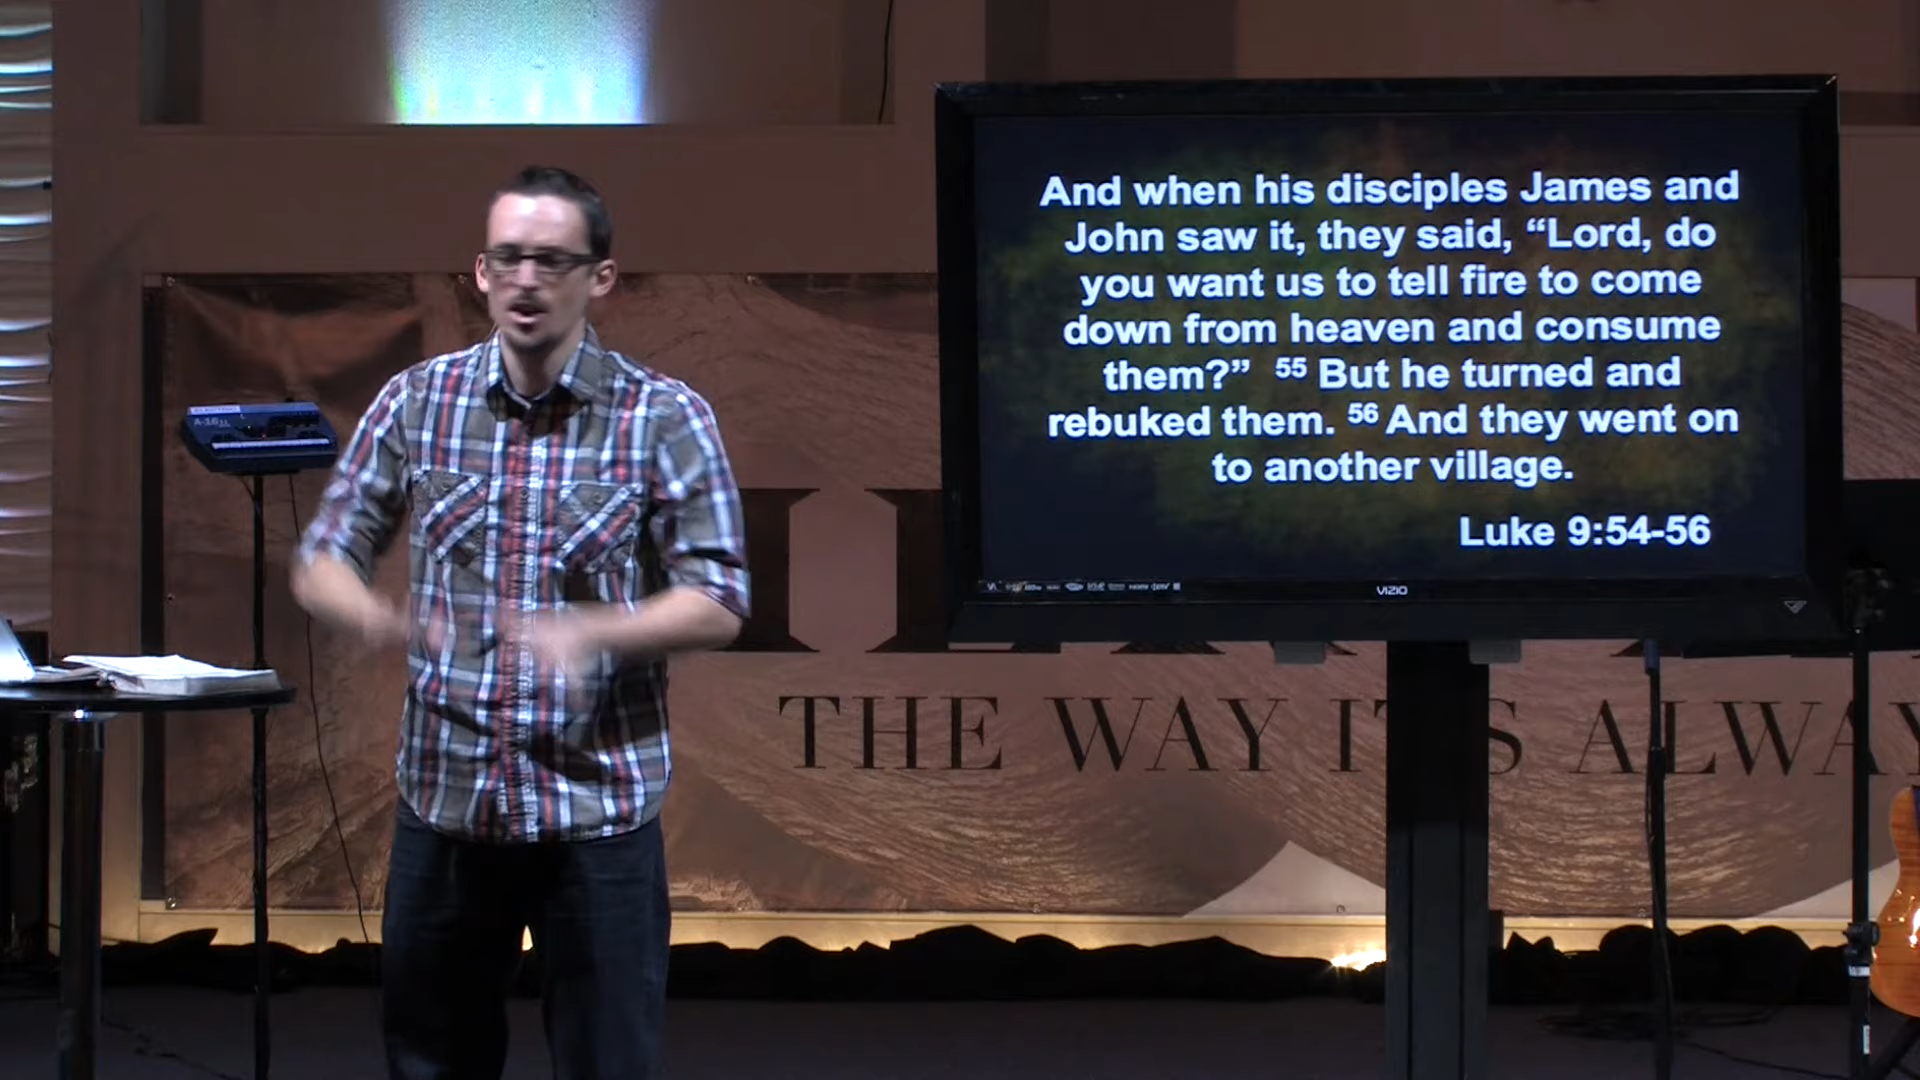 And when his disciples James and
John saw it, they said, “Lord, do
you want us to tell fire to come
down from heaven and consume
them?” 55 But he turned and
rebuked them. 56 And they went on
to another village.
Luke 9:54-56
VIZIO
A-16
THE WAY IT'S ALWAY